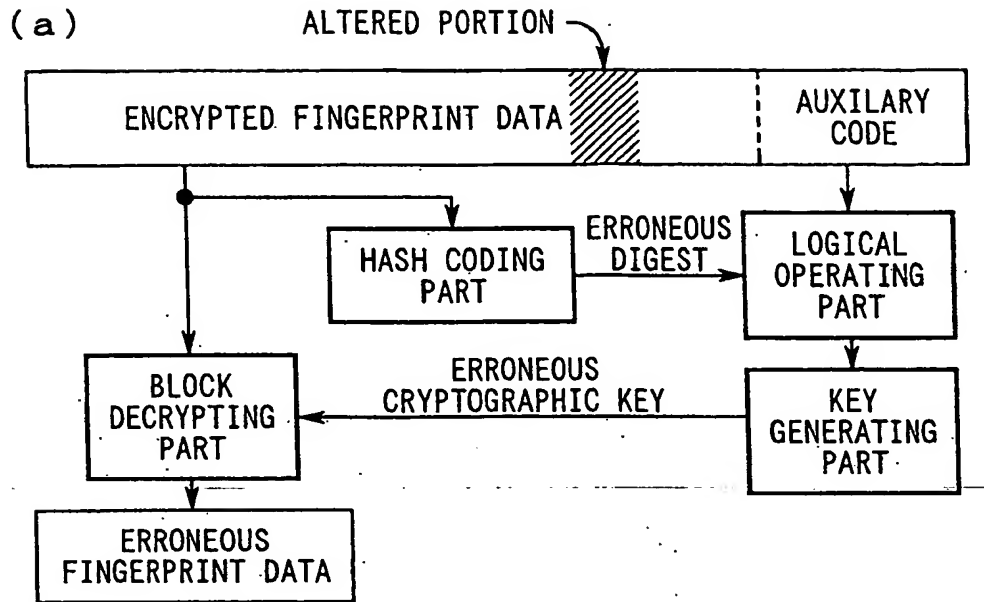 (a)
ALTERED PORTION
ENCRYPTED FINGERPRINT DATA
AUXILARY
CODE
HASH CODING
PART
ERRONEOUS
DIGEST
LOGICAL
OPERATING
PART
BLOCK
DECRYPTING
PART
ERRONEOUS
CRYPTOGRAPHIC KEY
KEY
GENERATING
PART
ERRONEOUS
FINGERPRINT DATA